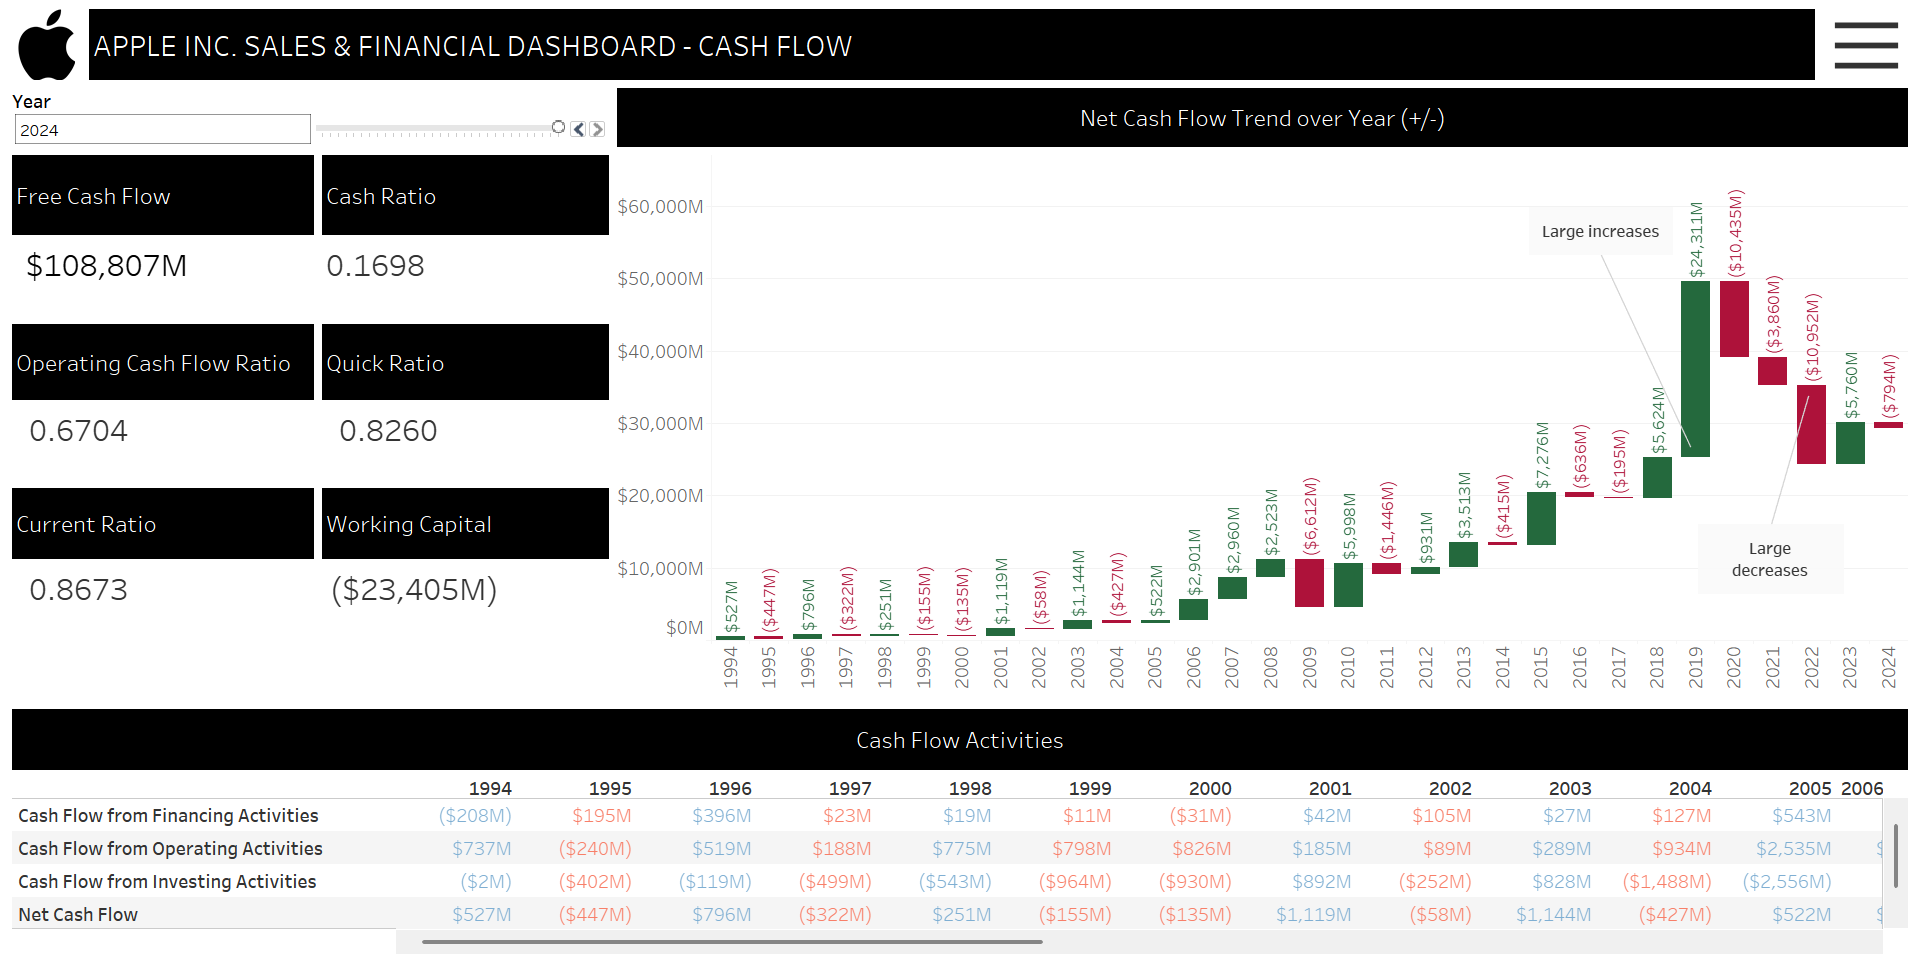 APPLE INC. SALES & FINANCIAL DASHBOARD - CASH FLOW
Year
2024
Free Cash Flow
Cash Ratio
$108,807M
0.1698
Operating Cash Flow Ratio
Quick Ratio
0.6704
0.8260
Current Ratio
Working Capital
0.8673
($23,405M)
Net Cash Flow Trend over Year (+/-)
$60,000M
$50,000M
$40,000M
$30,000M
$20,000M
$10,000M
$0M
$527M
($447M)
$796M
($322M)
$251M
($155M)
($135M)
$1,119M
($58M)
$1,144M
($427M)
$522M
$2,901M
$2,960M
$2,523M
($6,612M)
$5,998M
($1,446M)
$931M
$3,513M
($415M)
$7,276M
($636M)
($195M)
$5,624M
$24,311M
($10,435M)
($3,860M)
($10,952M)
$5,760M
($794M)
Large increases
Large
decreases
1994 1995 1996 1997 1998 1999 2000 2001 2002 2003 2004 2005 2006 2007 2008 2009 2010 2011 2012 2013 2014 2015 2016 2017 2018 2019 2020 2021 2022 2023 2024
Cash Flow Activities
1994 1995 1996 1997 1998 1999 2000 2001 2002 2003 2004 2005 2006
Cash Flow from Financing Activities ($208M) $195M $396M $23M $19M $11M ($31M) $42M $105M $27M $127M $543M
Cash Flow from Operating Activities $737M ($240M) $519M $188M $775M $798M $826M $185M $89M $289M $934M $2,535M $
Cash Flow from Investing Activities ($2M) ($402M) ($119M) ($499M) ($543M) ($964M) ($930M) $892M ($252M) $828M ($1,488M) ($2,556M)
Net Cash Flow $527M ($447M) $796M ($322M) $251M ($155M) ($135M) $1,119M ($58M) $1,144M ($427M) $522M $